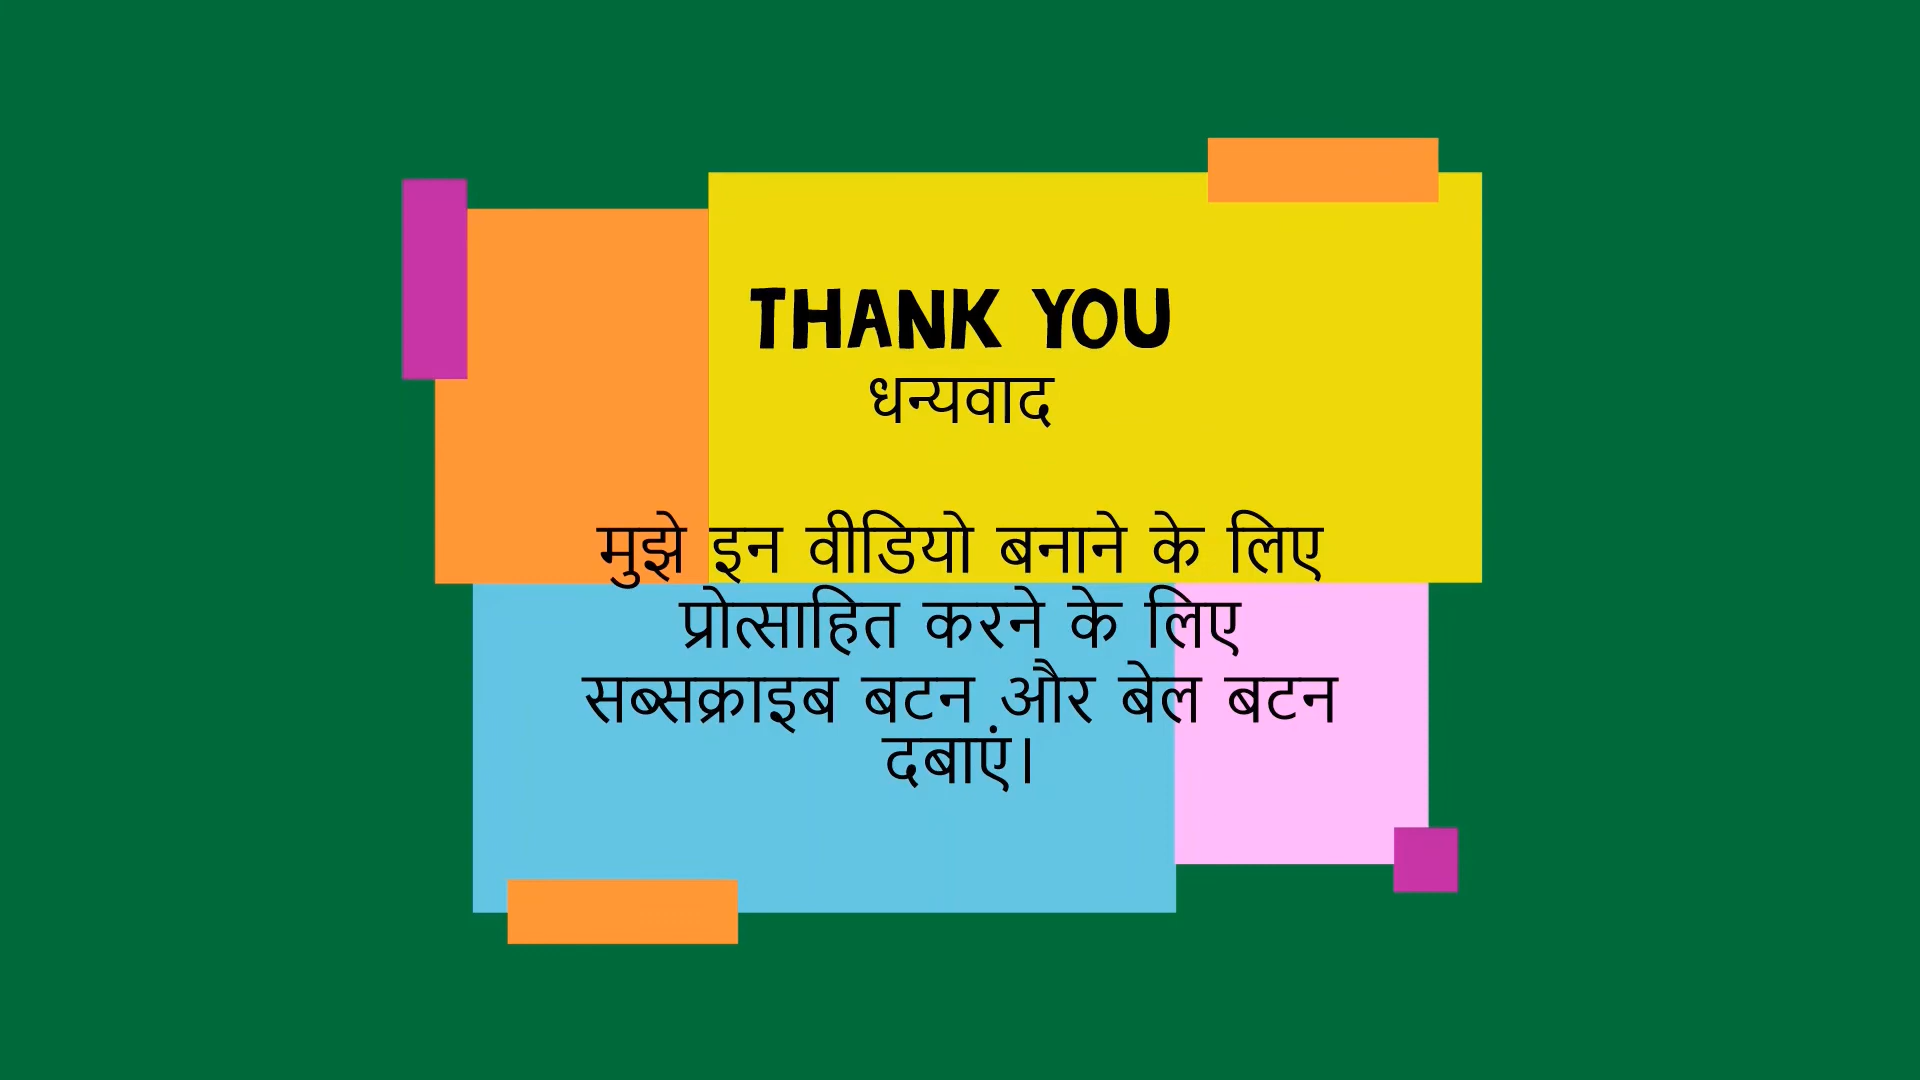 THANK YOU
धन्यवाद
मुझे इन वीडियो बनाने के लिए
प्रोत्साहित करने के लिए
सब्सक्राइब बटन और बेल बटन
दबाएं।